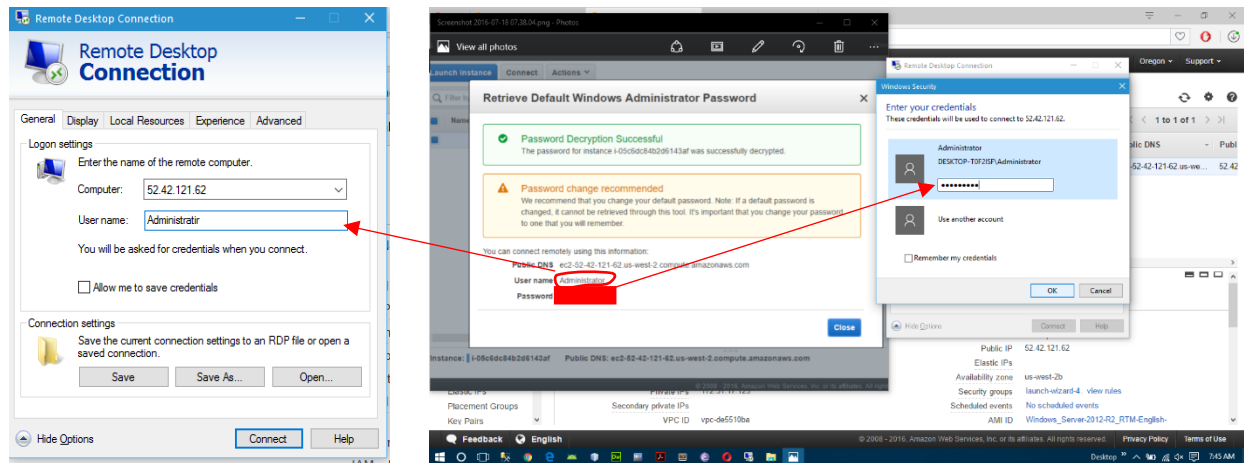 Remote Desktop Connection
Remote Desktop
Connection
General Display Local Resources Experience Advanced
Logon settings
Enter the name of the remote computer.
Computer: 52.42.121.62
User name: Administratir
You will be asked for credentials when you connect.
Allow me to save credentials
Connection settings
Save the current connection settings to an RDP file or open a
saved connection.
Save Save As... Open...
Hide Options Connect Help
Screenshot 2016-07-18 07.38.04.png - Photos
View all photos
Launch Instance Connect Actions
Name
Retrieve Default Windows Administrator Password
Password Decryption Successful
The password for instance i-05c6dc84b2d6143af was successfully decrypted.
Password change recommended
We recommend that you change your default password. Note: If a default password is
changed, it cannot be retrieved through this tool. It's important that you change your password
to one that you will remember.
You can connect remotely using this information:
Public DNS ec2-52-42-121-62.us-west-2.compute.amazonaws.com
User name Administrator
Password
Close
Instance: i-05c6dc84b2d6143af Public DNS: ec2-52-42-121-62.us-west-2.compute.amazonaws.com
Oregon Support
1 to 1 of 1
Publ
-52-42-121-62.us-we... 52.42
Remote Desktop Connection
Windows Security
Enter your credentials
These credentials will be used to connect to 52.42.121.62.
Administrator
DESKTOP-T0F2ISP\Administrator
Use another account
Remember my credentials
OK Cancel
Hide Options Connect Help
Public IP 52.42.121.62
Elastic IPs
Availability zone us-west-2b
Security groups launch-wizard-4 view rules
Scheduled events No scheduled events
AMI ID Windows_Server-2012-R2_RTM-English-
Placement Groups
Key Pairs
Secondary private IPs
VPC ID vpc-de5510ba
Feedback English
© 2008 - 2016, Amazon Web Services, Inc. or its affiliates. All rights reserved. Privacy Policy Terms of Use
Desktop 7:45 AM